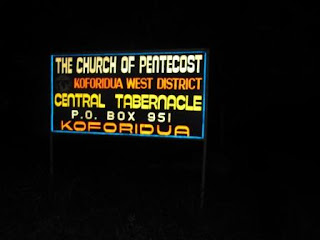 THE CHURCH OF PENTECOST
KOFORIDUA WEST DISTRICT
CENTRAL TABERNACLE
P.O. BOX 951
KOFORIDUA